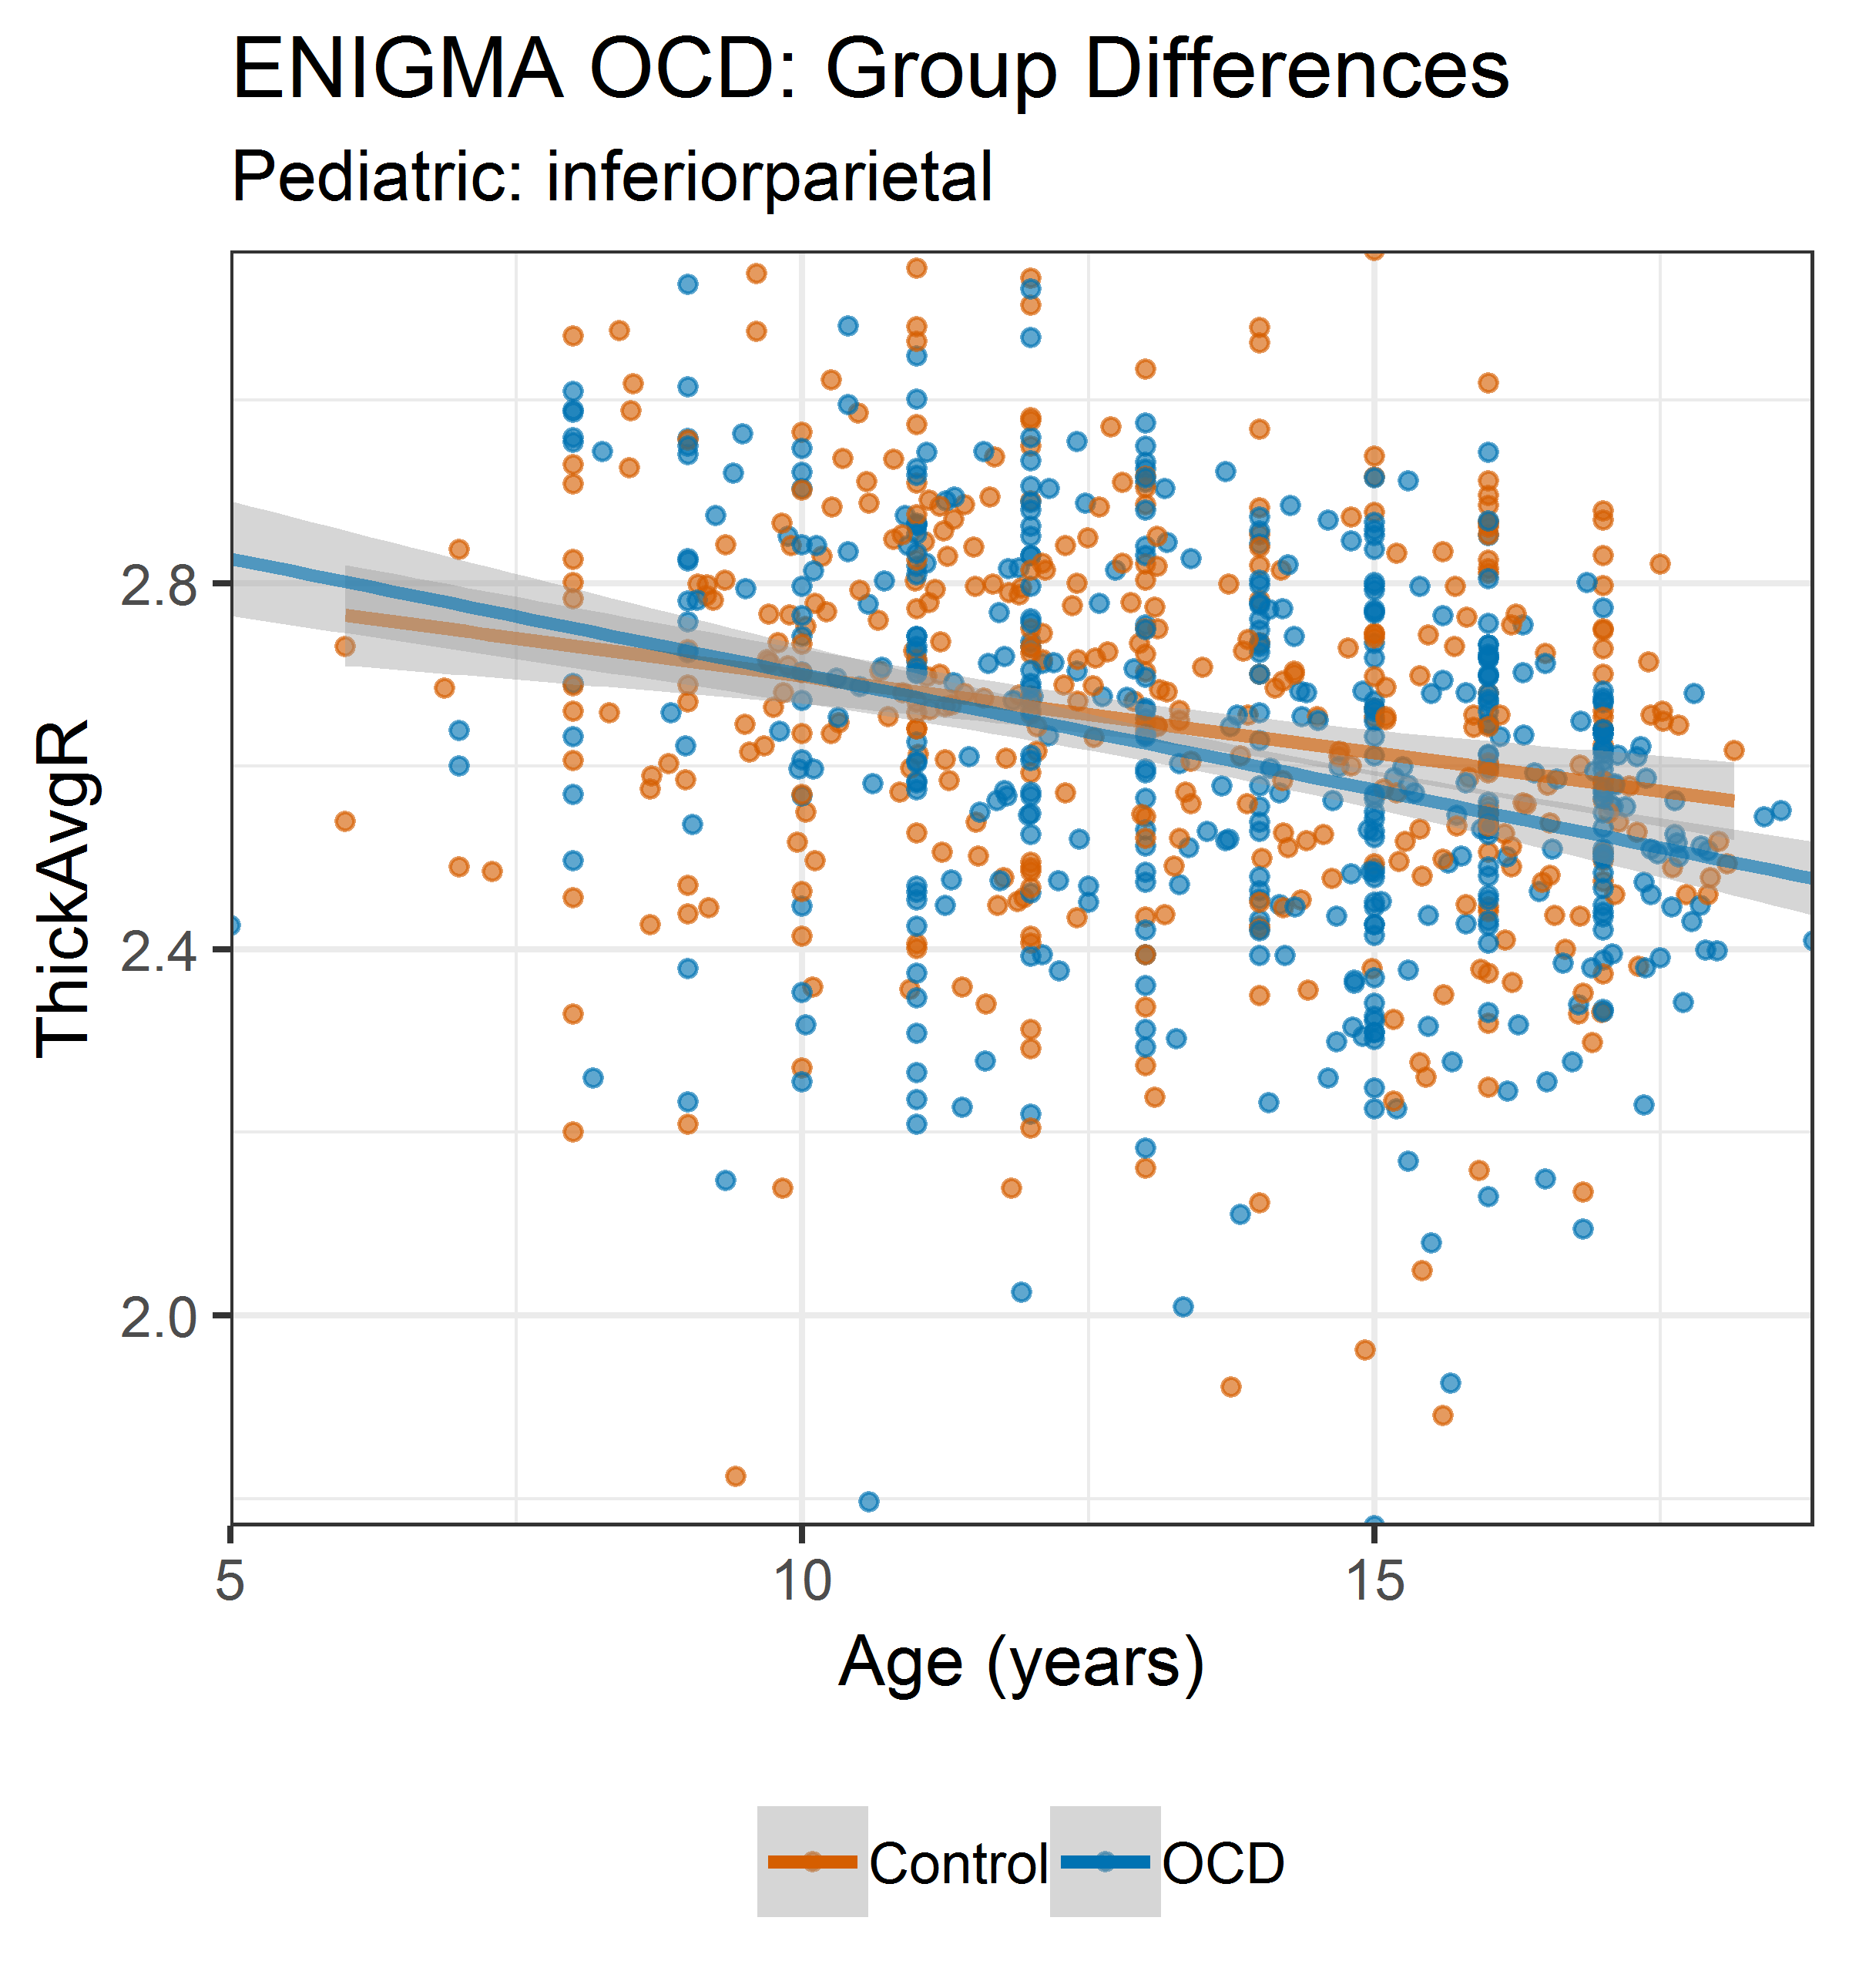 ENIGMA OCD: Group Differences
Pediatric: inferiorparietal
ThickAvgR
2.8
2.4
2.0
5 10 15
Age (years)
Control OCD